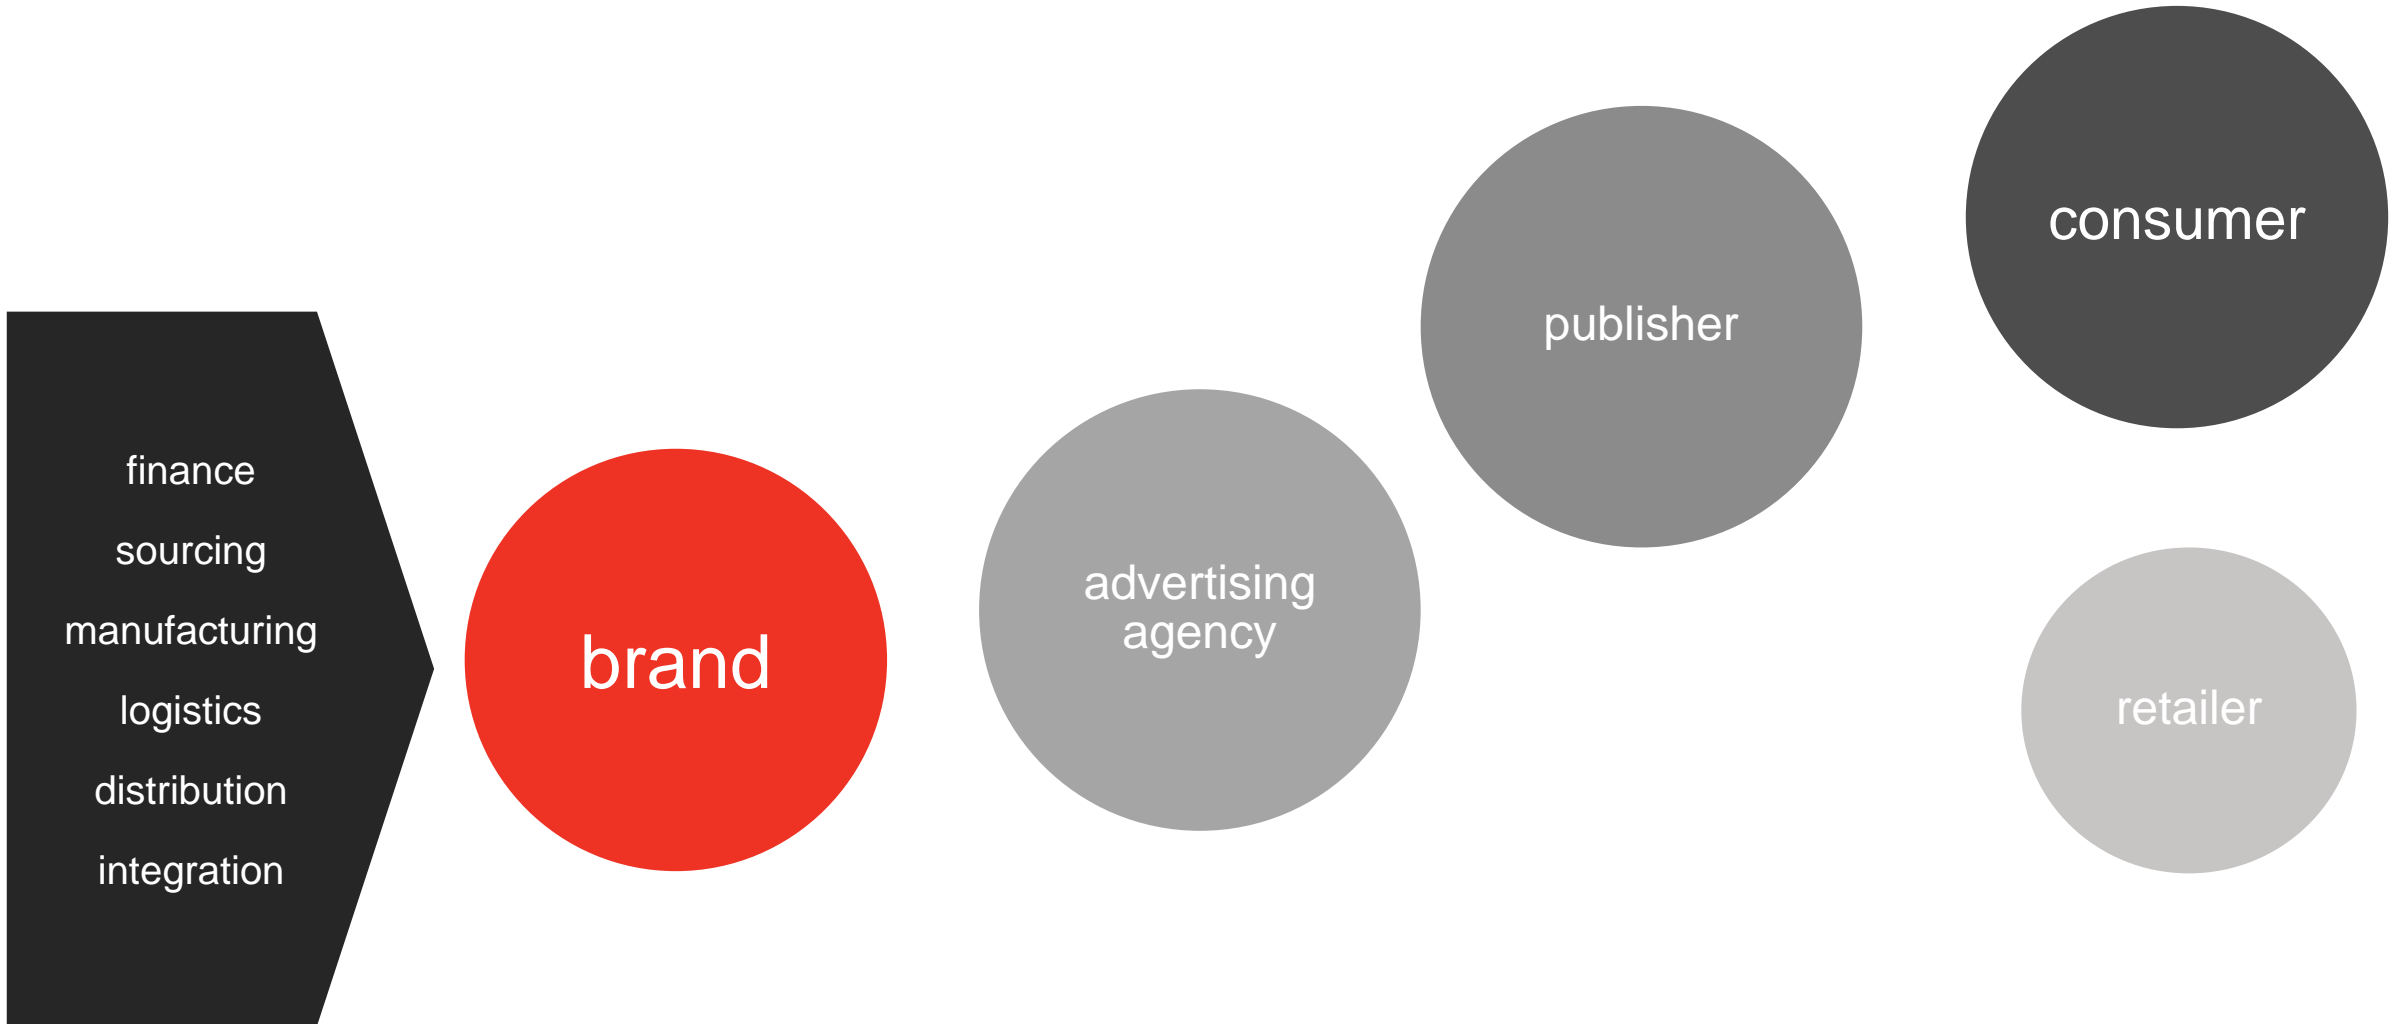 finance
sourcing
manufacturing
logistics
distribution
integration
brand
advertising
agency
publisher
consumer
retailer